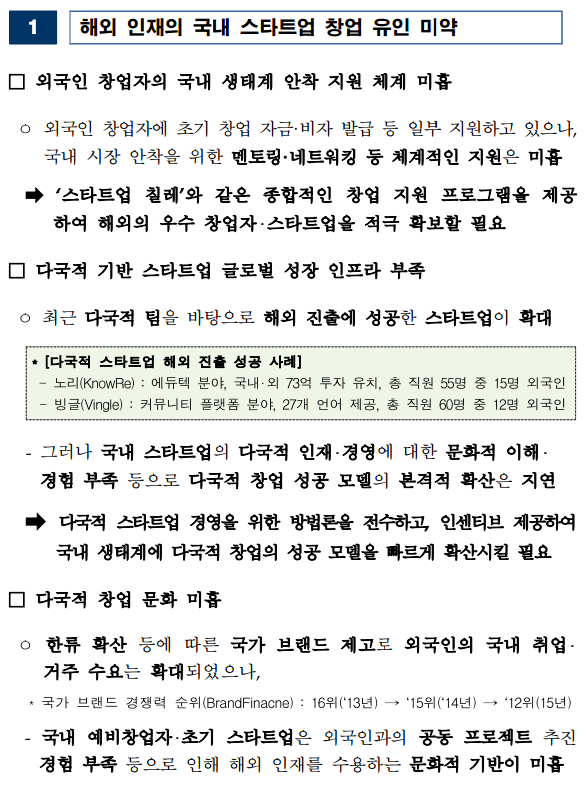 1 해외 인재의 국내 스타트업 창업 유인 미약
□ 외국인 창업자의 국내 생태계 안착 지원 체계 미흡
○ 외국인 창업자에 초기 창업 자금·비자 발급 등 일부 지원하고 있으나,
국내 시장 안착을 위한 멘토링·네트워킹 등 체계적인 지원은 미흡
➡ ‘스타트업 칠레’와 같은 종합적인 창업 지원 프로그램을 제공
하여 해외의 우수 창업자·스타트업을 적극 확보할 필요
□ 다국적 기반 스타트업 글로벌 성장 인프라 부족
○ 최근 다국적 팀을 바탕으로 해외 진출에 성공한 스타트업이 확대
* [다국적 스타트업 해외 진출 성공 사례]
- 노리(KnowRe) : 에듀텍 분야, 국내·외 73억 투자 유치, 총 직원 55명 중 15명 외국인
- 빙글(Vingle) : 커뮤니티 플랫폼 분야, 27개 언어 제공, 총 직원 60명 중 12명 외국인
- 그러나 국내 스타트업의 다국적 인재·경영에 대한 문화적 이해·
경험 부족 등으로 다국적 창업 성공 모델의 본격적 확산은 지연
➡ 다국적 스타트업 경영을 위한 방법론을 전수하고, 인센티브 제공하여
국내 생태계에 다국적 창업의 성공 모델을 빠르게 확산시킬 필요
□ 다국적 창업 문화 미흡
○ 한류 확산 등에 따른 국가 브랜드 제고로 외국인의 국내 취업·
거주 수요는 확대되었으나,
* 국가 브랜드 경쟁력 순위(BrandFinacne) : 16위(‘13년) → ‘15위(‘14년) → ‘12위(15년)
- 국내 예비창업자·초기 스타트업은 외국인과의 공동 프로젝트 추진
경험 부족 등으로 인해 해외 인재를 수용하는 문화적 기반이 미흡